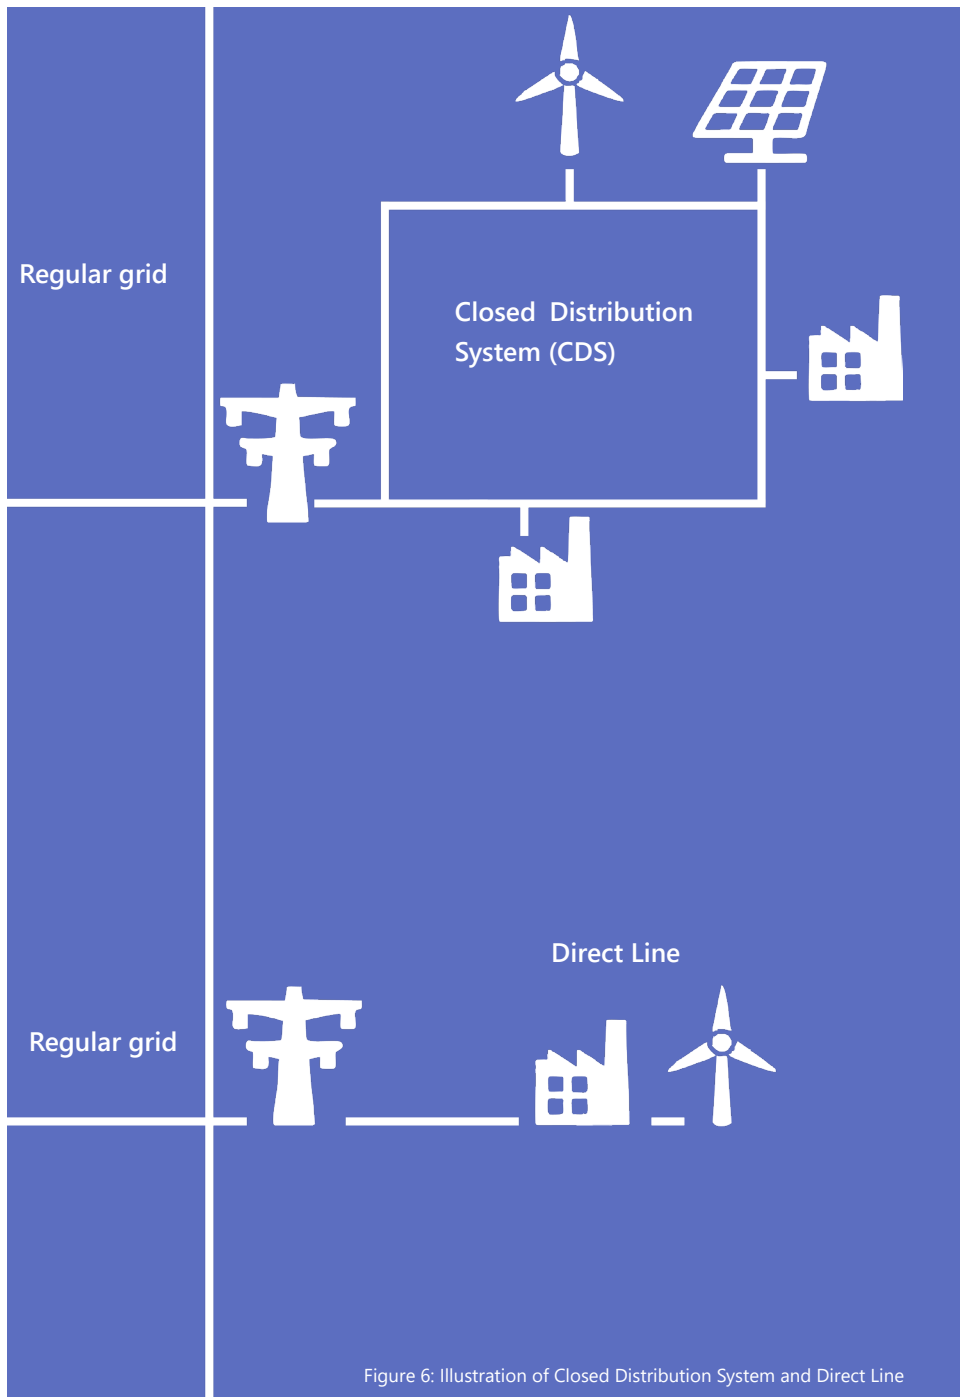 Regular grid
Closed Distribution
System (CDS)
Direct Line
Regular grid
Figure 6: Illustration of Closed Distribution System and Direct Line